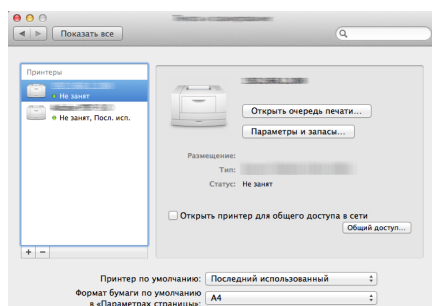 Показать все
Принтеры
Не занят
Не занят, Посл. исп.
Открыть очередь печати...
Параметры и запасы...
Размещение:
Тип:
Статус: Не занят
Открыть принтер для общего доступа в сети
Общий доступ...
+ −
Принтер по умолчанию: Последний использованный
Формат бумаги по умолчанию
в «Параметрах страницы»: A4